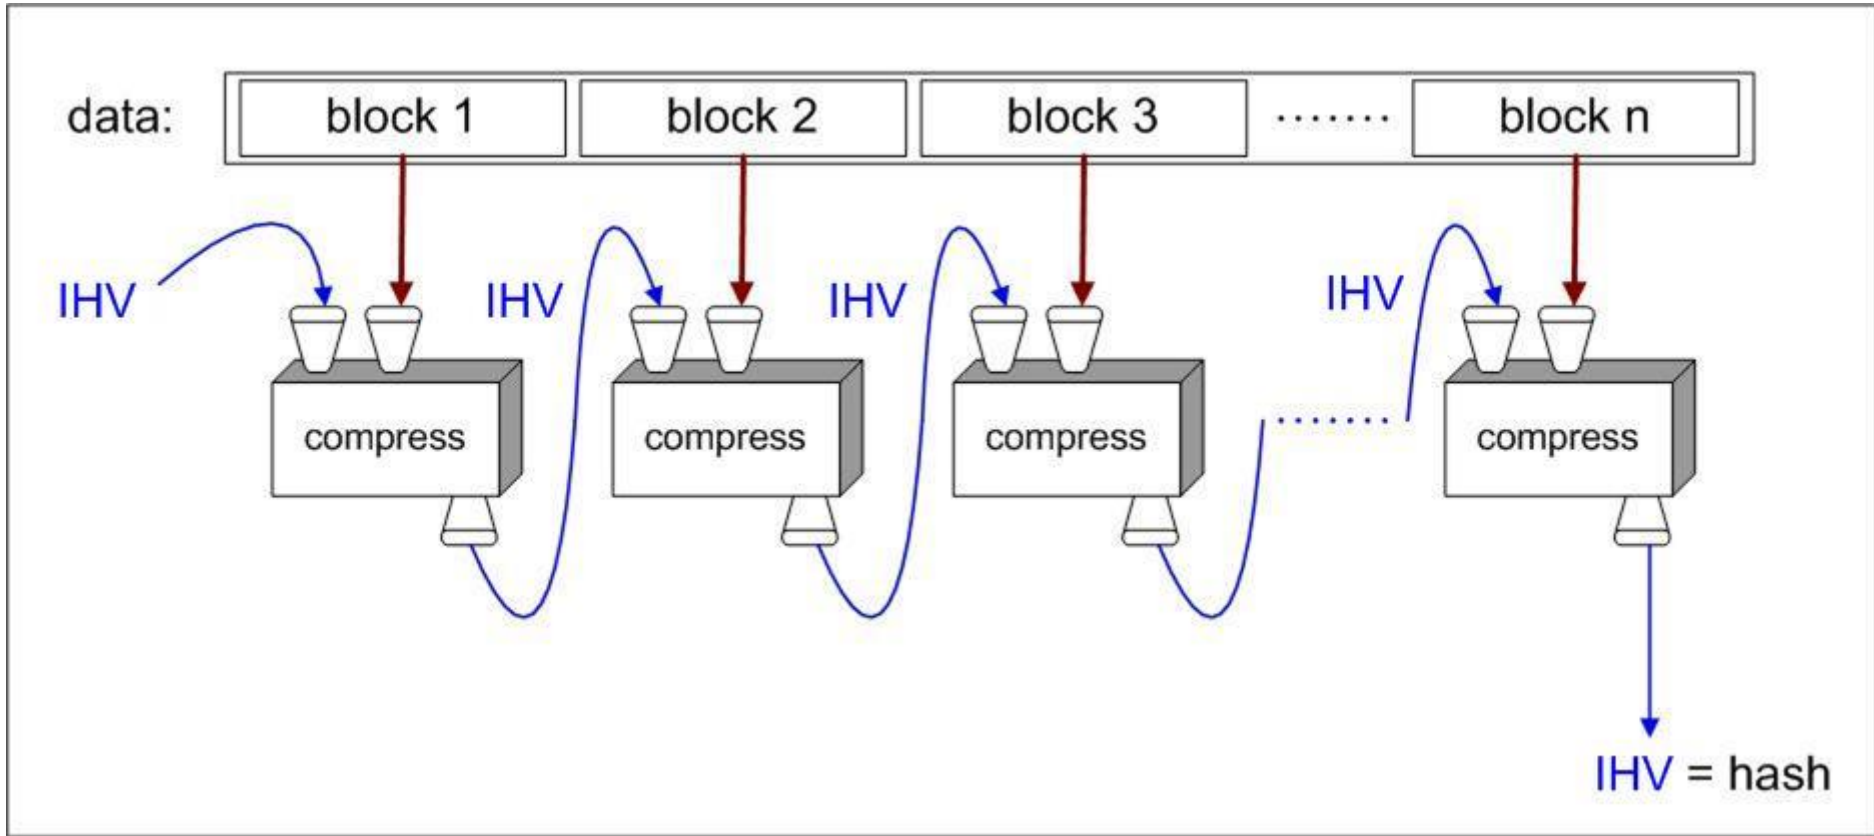 data: block 1 block 2 block 3 ....... block n
IHV IHV IHV IHV
compress compress compress ....... compress
IHV = hash